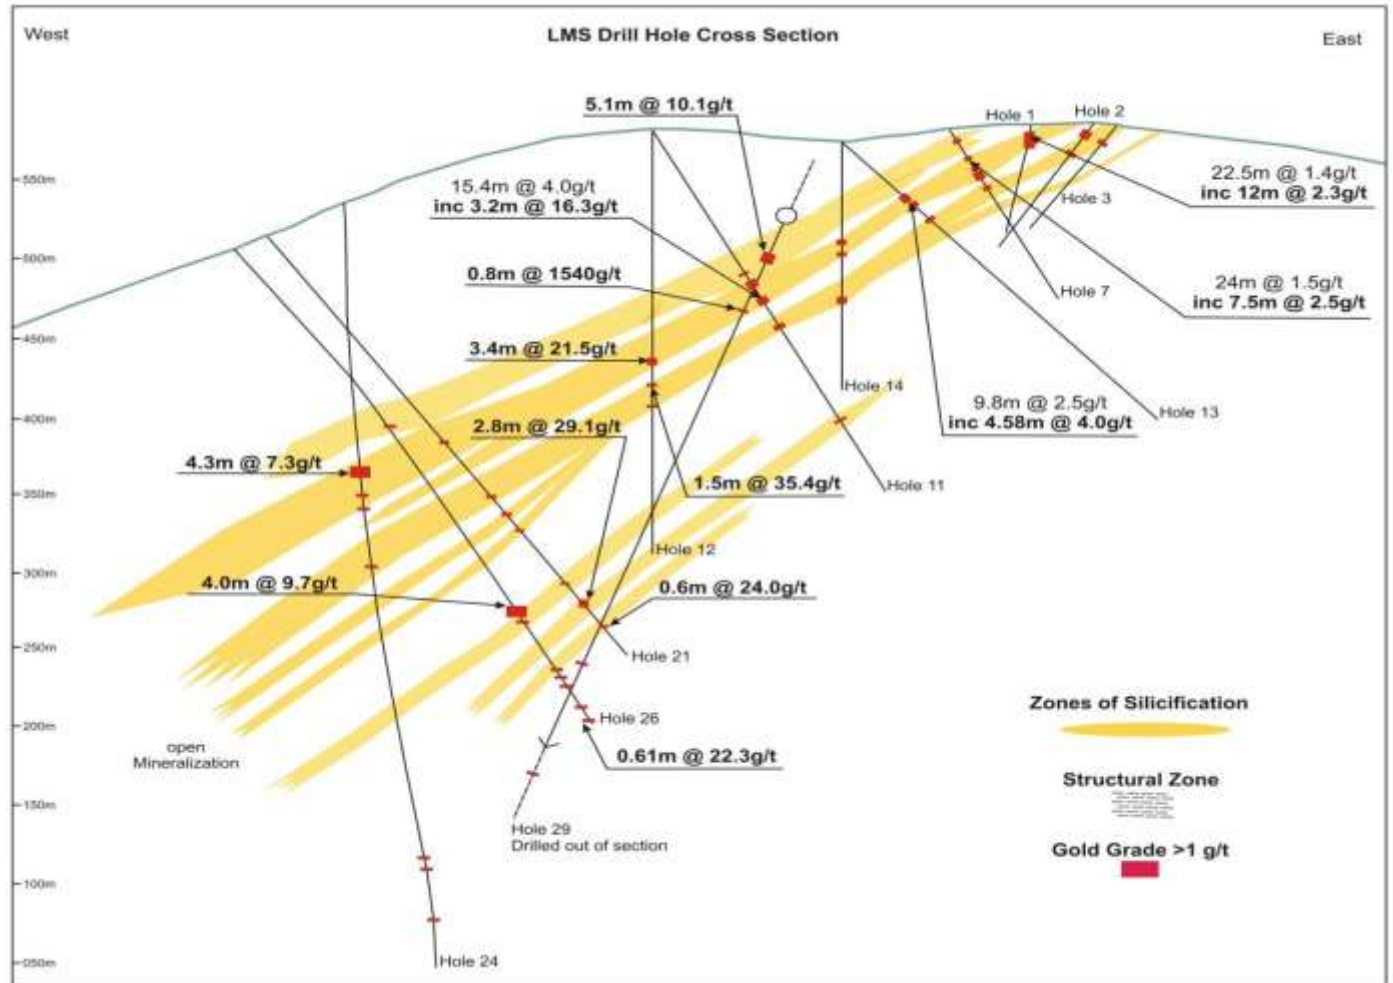 West
LMS Drill Hole Cross Section
East
5.1m @ 10.1g/t
Hole 1
Hole 2
15.4m @ 4.0g/t
inc 3.2m @ 16.3g/t
22.5m @ 1.4g/t
inc 12m @ 2.3g/t
550m
Hole 3
500m
0.8m @ 1540g/t
Hole 7
24m @ 1.5g/t
inc 7.5m @ 2.5g/t
450m
3.4m @ 21.5g/t
Hole 14
9.8m @ 2.5g/t
inc 4.58m @ 4.0g/t
Hole 13
400m
2.8m @ 29.1g/t
4.3m @ 7.3g/t
1.5m @ 35.4g/t
Hole 11
350m
Hole 12
300m
4.0m @ 9.7g/t
0.6m @ 24.0g/t
250m
Hole 21
Zones of Silicification
200m
Hole 26
open
Mineralization
0.61m @ 22.3g/t
Structural Zone
150m
Hole 29
Drilled out of section
Gold Grade >1 g/t
100m
050m
Hole 24